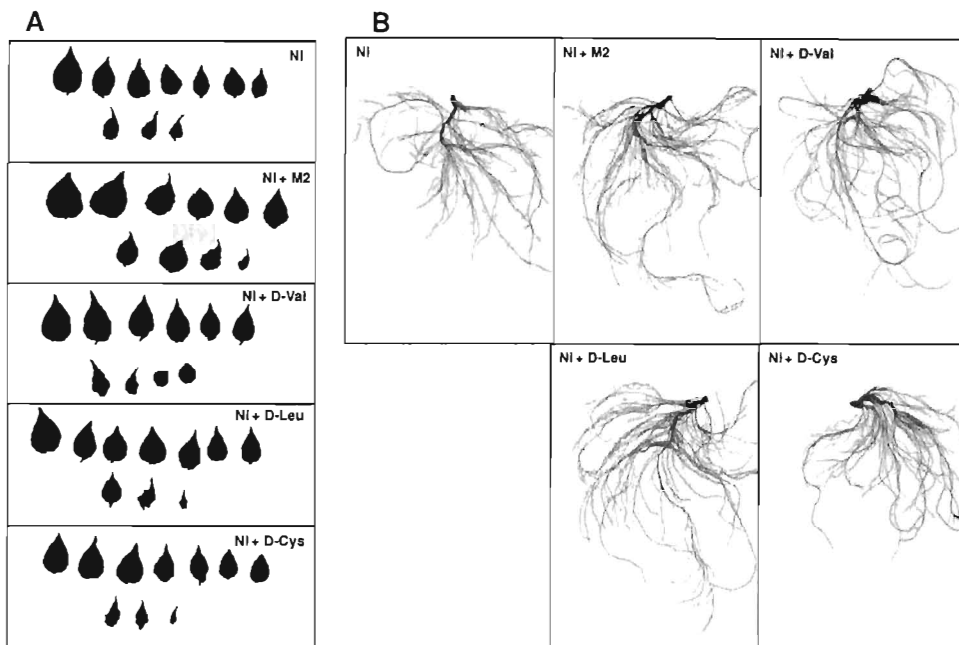 A
NI
NI + M2
NI + D-Val
NI + D-Leu
NI + D-Cys
B
NI
NI + M2
NI + D-Val
NI + D-Leu
NI + D-Cys